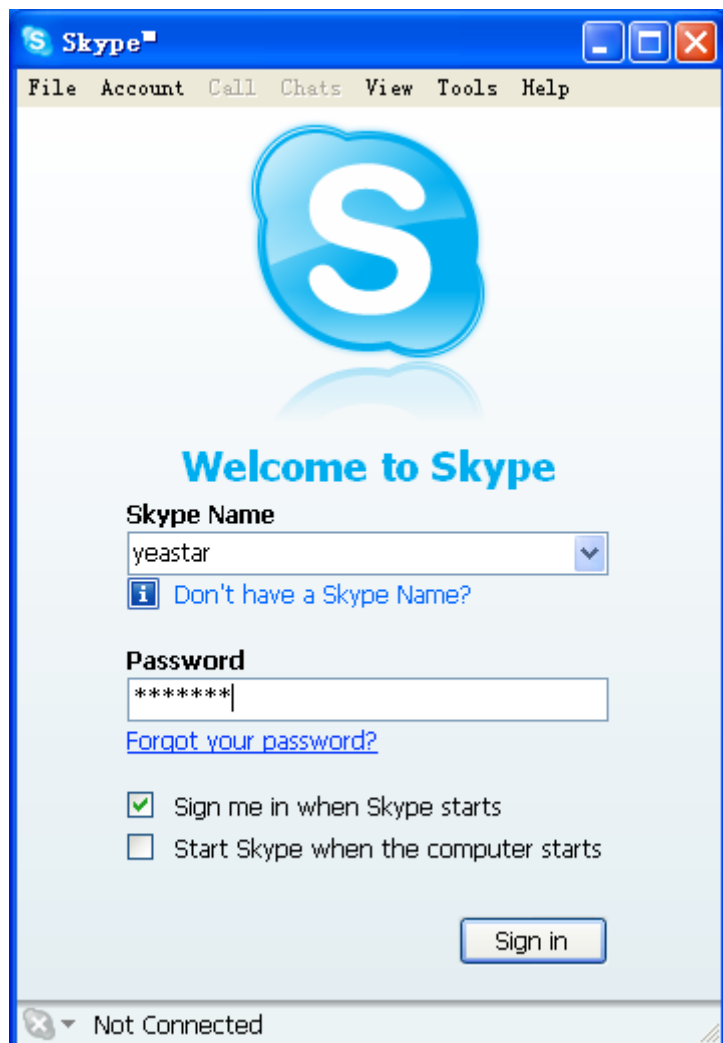 Skype
File Account Call Chats View Tools Help
S
Welcome to Skype
Skype Name
yeastar
i Don't have a Skype Name?
Password
*******
Forgot your password?
Sign me in when Skype starts
Start Skype when the computer starts
Sign in
Not Connected